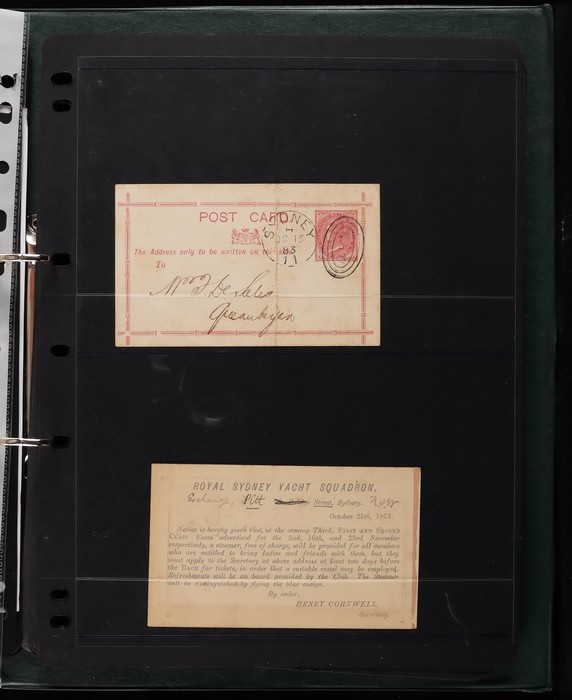 POST CARD
The Address only to be written on this
To
SYDNEY
1
15
83
Queanbeyan
ROYAL SYDNEY YACHT SQUADRON.
Exchange, Pitt Street, Sydney. NSW
October 25th, 1878.
Notice is hereby given that, at the coming Third, FIRST AND SECOND
CLASS Races advertised for the 2nd, 16th, and 23rd November
respectively, a steamer, free of charge, will be provided for all members
who are entitled to bring ladies and friends with them, but they
must apply to the Secretary at above address at least two days before
the RACE for tickets, in order that a suitable vessel may be employed.
Refreshments will be on board provided by the Club. The Steamer
will be distinguished by flying the blue ensign.
By order,
HENRY CORNWELL
Secretary.